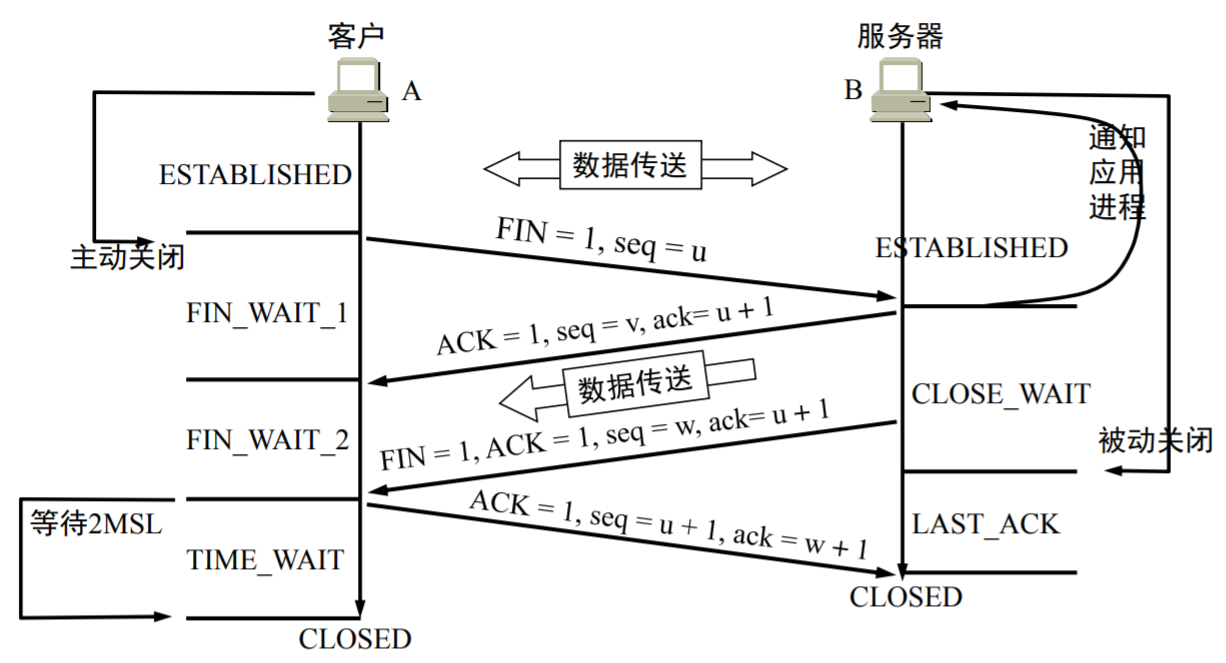 客户
服务器
A
B
通知
应用
进程
数据传送
ESTABLISHED
FIN = 1, seq = u
主动关闭
ESTABLISHED
FIN_WAIT_1
ACK = 1, seq = v, ack= u + 1
数据传送
CLOSE_WAIT
FIN_WAIT_2
FIN = 1, ACK = 1, seq = w, ack= u + 1
被动关闭
等待2MSL
ACK = 1, seq = u + 1, ack = w + 1
LAST_ACK
TIME_WAIT
CLOSED
CLOSED